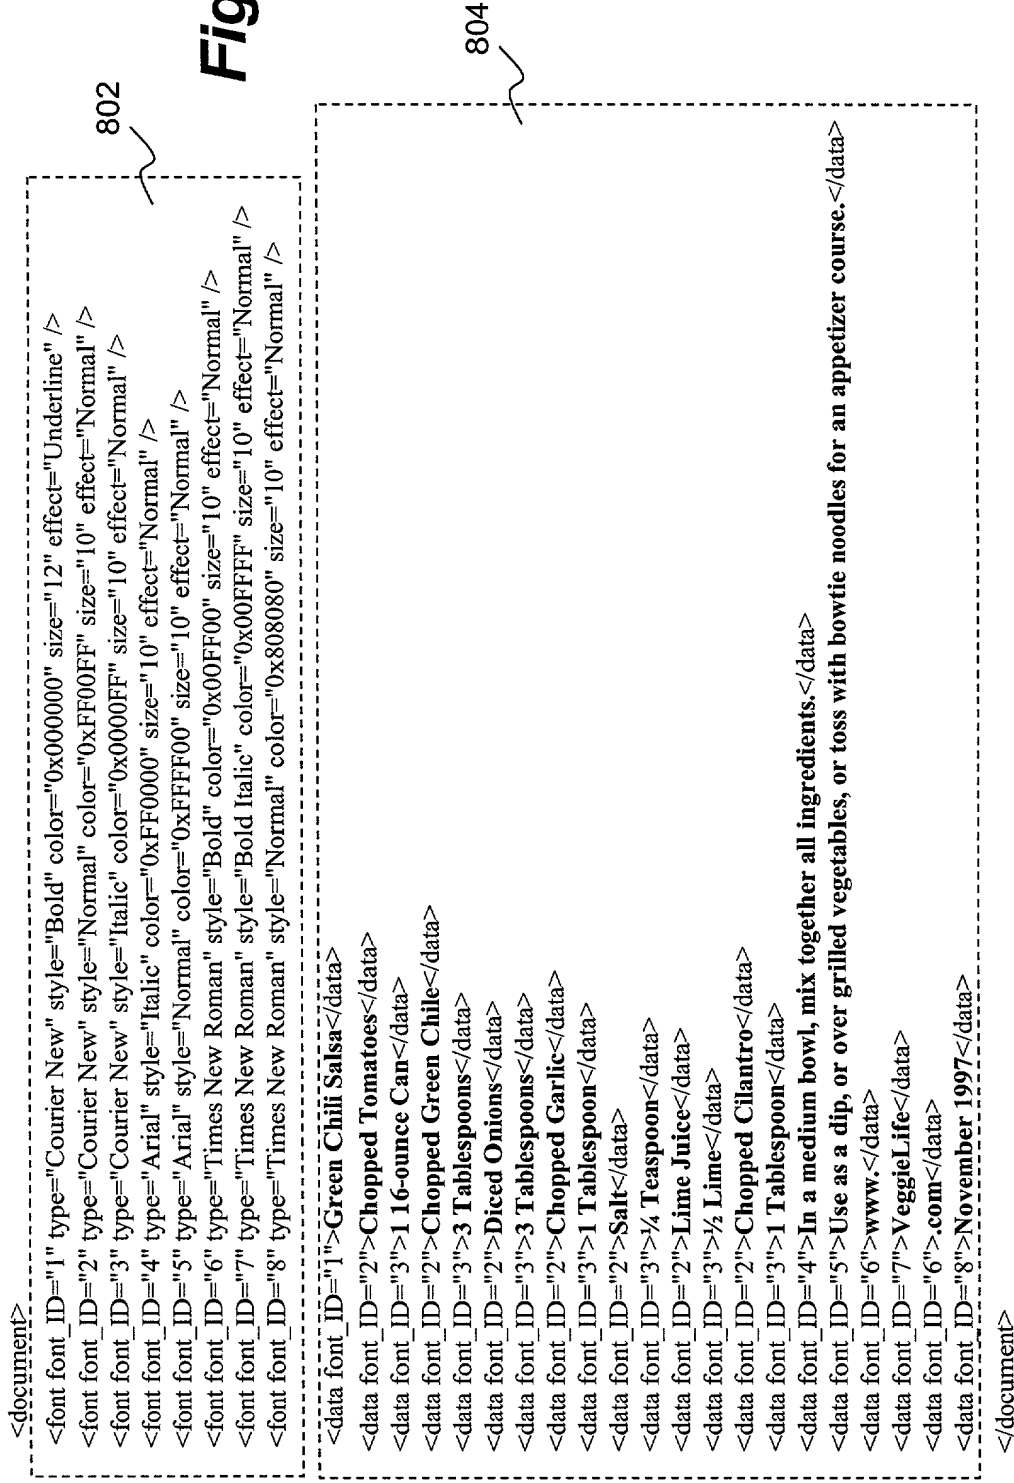 <document>
<font font_ID="1" type="Courier New" style="Bold" color="0x000000" size="12" effect="Underline" />
<font font_ID="2" type="Courier New" style="Normal" color="0xFF00FF" size="10" effect="Normal" />
<font font_ID="3" type="Courier New" style="Italic" color="0x0000FF" size="10" effect="Normal" />
<font font_ID="4" type="Arial" style="Italic" color="0xFF0000" size="10" effect="Normal" />
<font font_ID="5" type="Arial" style="Normal" color="0xFFFF00" size="10" effect="Normal" />
<font font_ID="6" type="Times New Roman" style="Bold" color="0x00FF00" size="10" effect="Normal" />
<font font_ID="7" type="Times New Roman" style="Bold Italic" color="0x00FFFF" size="10" effect="Normal" />
<font font_ID="8" type="Times New Roman" style="Normal" color="0x808080" size="10" effect="Normal" />
802
Fig
<data font_ID="1">Green Chili Salsa</data>
<data font_ID="2">Chopped Tomatoes</data>
<data font_ID="3">1 16-ounce Can</data>
<data font_ID="2">Chopped Green Chile</data>
<data font_ID="3">3 Tablespoons</data>
<data font_ID="2">Diced Onions</data>
<data font_ID="3">3 Tablespoons</data>
<data font_ID="2">Chopped Garlic</data>
<data font_ID="3">1 Tablespoon</data>
<data font_ID="2">Salt</data>
<data font_ID="3">¼ Teaspoon</data>
<data font_ID="2">Lime Juice</data>
<data font_ID="3">½ Lime</data>
<data font_ID="2">Chopped Cilantro</data>
<data font_ID="3">1 Tablespoon</data>
<data font_ID="4">In a medium bowl, mix together all ingredients.</data>
<data font_ID="5">Use as a dip, or over grilled vegetables, or toss with bowtie noodles for an appetizer course.</data>
<data font_ID="6">www.</data>
<data font_ID="7">VeggieLife</data>
<data font_ID="6">.com</data>
<data font_ID="8">November 1997</data>
804
</document>